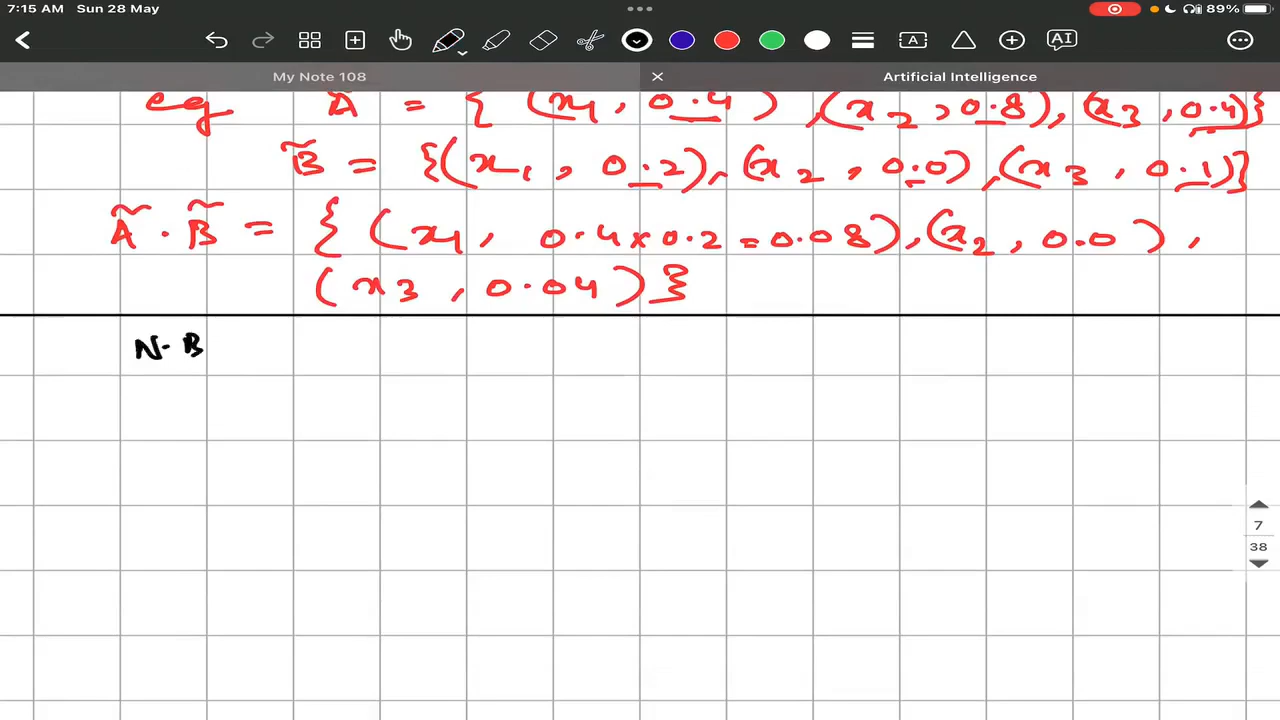 7:15 AM Sun 28 May
89%
My Note 108
Artificial Intelligence
eg Ã = { (x1, 0.4), (x2, 0.8), (x3, 0.4)}
B̃ = {(x1, 0.2), (x2, 0.0), (x3, 0.1)}
Ã . B̃ = { (x1, 0.4 x 0.2 = 0.08), (x2, 0.0),
(x3, 0.04) }
N.B
7
38